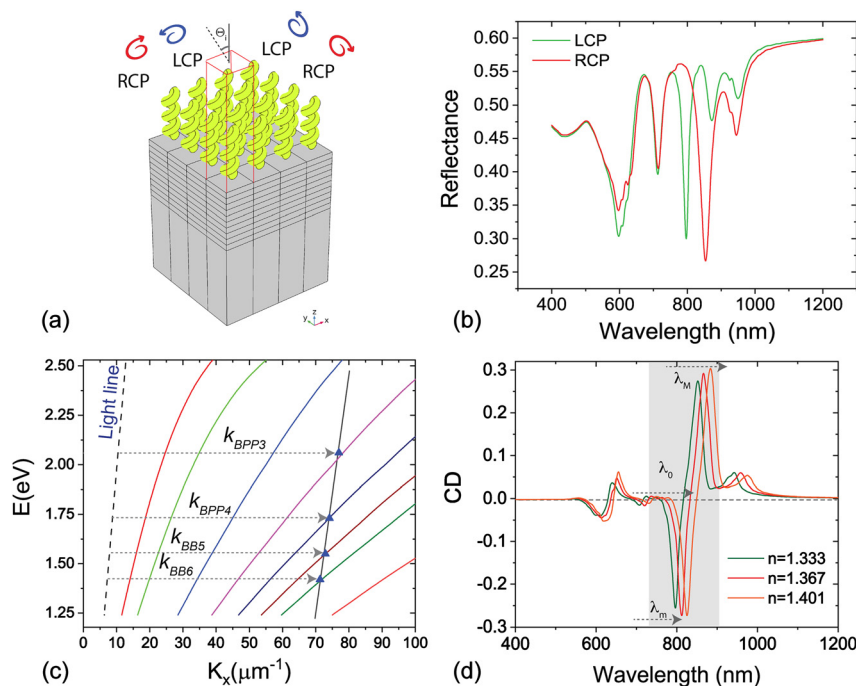 Θi
RCP
LCP
LCP
RCP
y z x
(a)
0.60
0.55
0.50
0.45
0.40
0.35
0.30
0.25
Reflectance
LCP
RCP
400 600 800 1000 1200
Wavelength (nm)
(b)
2.50
2.25
2.00
1.75
1.50
1.25
E(eV)
Light line
kBPP3
kBPP4
kBB5
kBB6
0 10 20 30 40 50 60 70 80 90 100
Kx(μm-1)
(c)
0.3
0.2
0.1
0.0
-0.1
-0.2
-0.3
CD
λM
λ0
λm
n=1.333
n=1.367
n=1.401
400 600 800 1000 1200
Wavelength (nm)
(d)